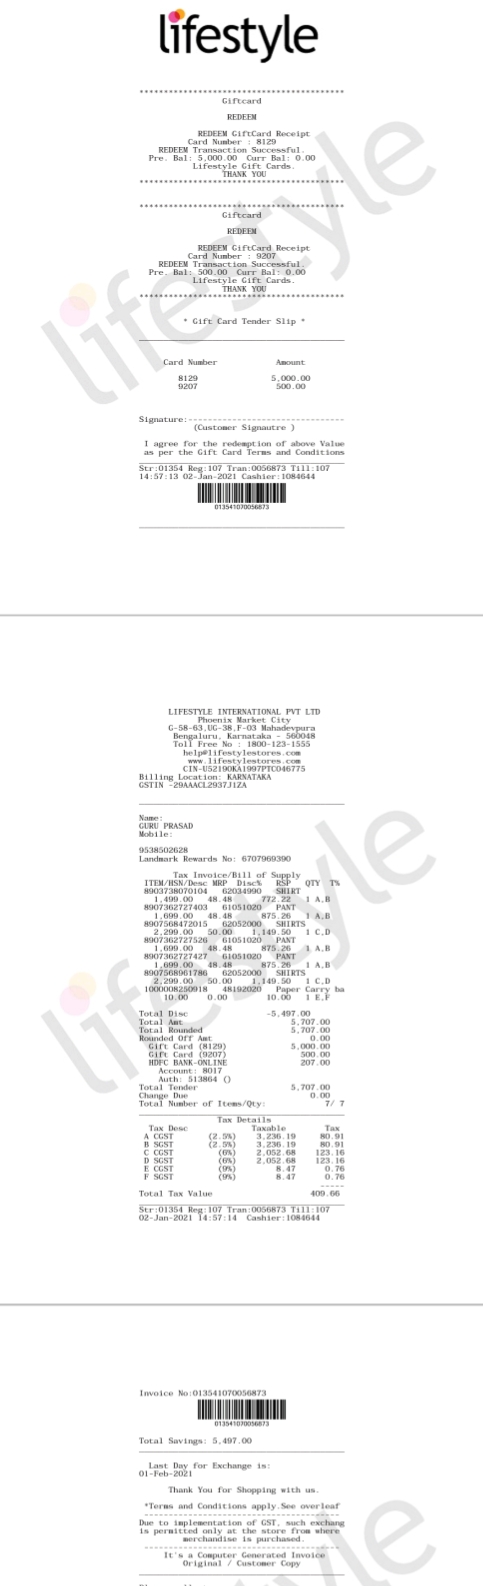 lifestyle
******************************************
Giftcard
REDEEM
REDEEM GiftCard Receipt
Card Number : 8129
REDEEM Transaction Successful.
Pre. Bal: 5,000.00 Curr Bal: 0.00
Lifestyle Gift Cards.
THANK YOU
******************************************
******************************************
Giftcard
REDEEM
REDEEM GiftCard Receipt
Card Number : 9207
REDEEM Transaction Successful.
Pre. Bal: 500.00 Curr Bal: 0.00
Lifestyle Gift Cards.
THANK YOU
******************************************
* Gift Card Tender Slip *
Card Number Amount
8129 5,000.00
9207 500.00
Signature:-------------------------------
(Customer Signautre )
I agree for the redemption of above Value
as per the Gift Card Terms and Conditions
Str:01354 Reg:107 Tran:0056873 Till:107
14:57:13 02-Jan-2021 Cashier:1084644
013541070056873
lifestyle
LIFESTYLE INTERNATIONAL PVT LTD
Phoenix Market City
G-58-63,UG-38,F-03 Mahadevpura
Bengaluru, Karnataka - 560048
Toll Free No : 1800-123-1555
help@lifestylestores.com
www.lifestylestores.com
CIN-U52190KA1997PTC046775
Billing Location: KARNATAKA
GSTIN -29AAACL2937J1ZA
Name:
GURU PRASAD
Mobile:
9538502628
Landmark Rewards No: 6707969390
Tax Invoice/Bill of Supply
ITEM/HSN/Desc MRP Disc% RSP QTY T%
8903738070104 62034990 SHIRT
1,499.00 48.48 772.22 1 A,B
8907362727403 61051020 PANT
1,699.00 48.48 875.26 1 A,B
8907568472015 62052000 SHIRTS
2,299.00 50.00 1,149.50 1 C,D
8907362727526 61051020 PANT
1,699.00 48.48 875.26 1 A,B
8907362727427 61051020 PANT
1,699.00 48.48 875.26 1 A,B
8907568961786 62052000 SHIRTS
2,299.00 50.00 1,149.50 1 C,D
1000008250918 48192020 Paper Carry ba
10.00 0.00 10.00 1 E,F
Total Disc -5,497.00
Total Amt 5,707.00
Total Rounded 5,707.00
Rounded Off Amt 0.00
Gift Card (8129) 5,000.00
Gift Card (9207) 500.00
HDFC BANK-ONLINE 207.00
Account: 8017
Auth: 513864 ()
Total Tender 5,707.00
Change Due 0.00
Total Number of Items/Qty: 7/ 7
Tax Details
Tax Desc Taxable Tax
A CGST (2.5%) 3,236.19 80.91
B SGST (2.5%) 3,236.19 80.91
C CGST (6%) 2,052.68 123.16
D SGST (6%) 2,052.68 123.16
E CGST (9%) 8.47 0.76
F SGST (9%) 8.47 0.76
-----
Total Tax Value 409.66
Str:01354 Reg:107 Tran:0056873 Till:107
02-Jan-2021 14:57:14 Cashier:1084644
lifestyle
Invoice No:013541070056873
013541070056873
Total Savings: 5,497.00
Last Day for Exchange is:
01-Feb-2021
Thank You for Shopping with us.
*Terms and Conditions apply.See overleaf
---------------------------------------
Due to implementation of GST, such exchang
is permitted only at the store from where
merchandise is purchased.
---------------------------------------
It's a Computer Generated Invoice
Original / Customer Copy